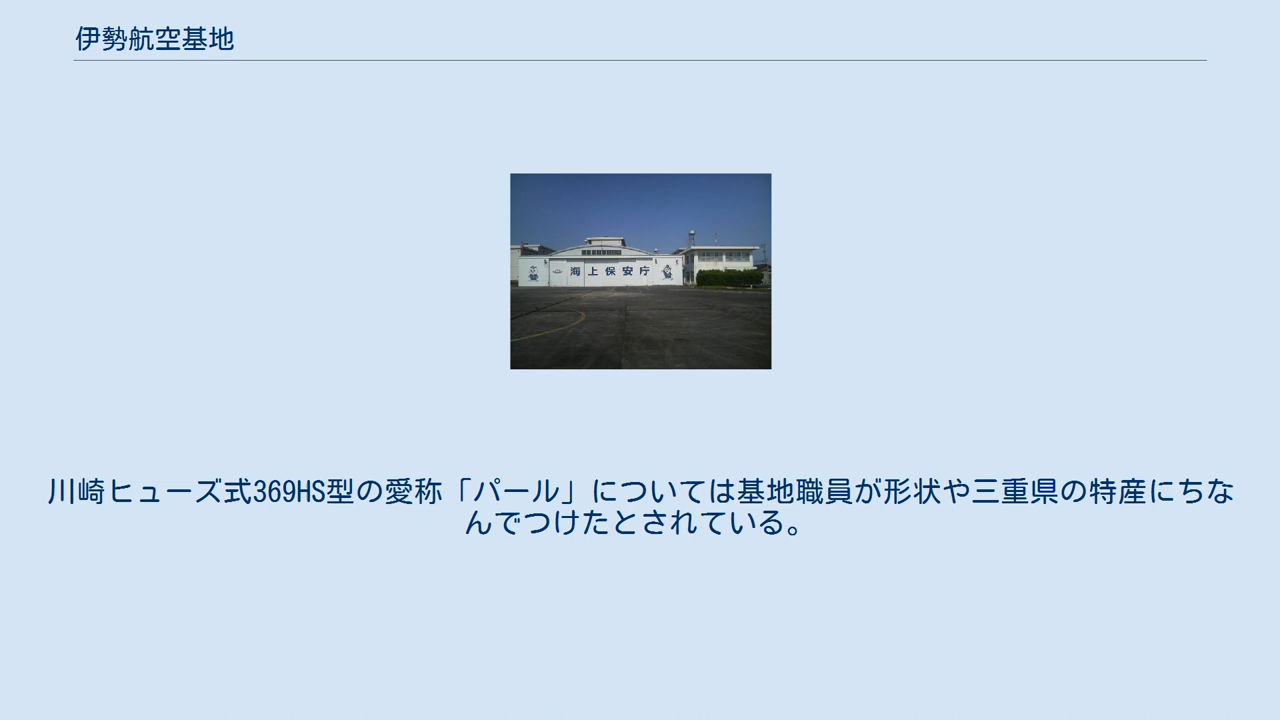 伊勢航空基地
海上保安庁
川崎ヒューズ式369HS型の愛称「パール」については基地職員が形状や三重県の特産にちな
んでつけたとされている。